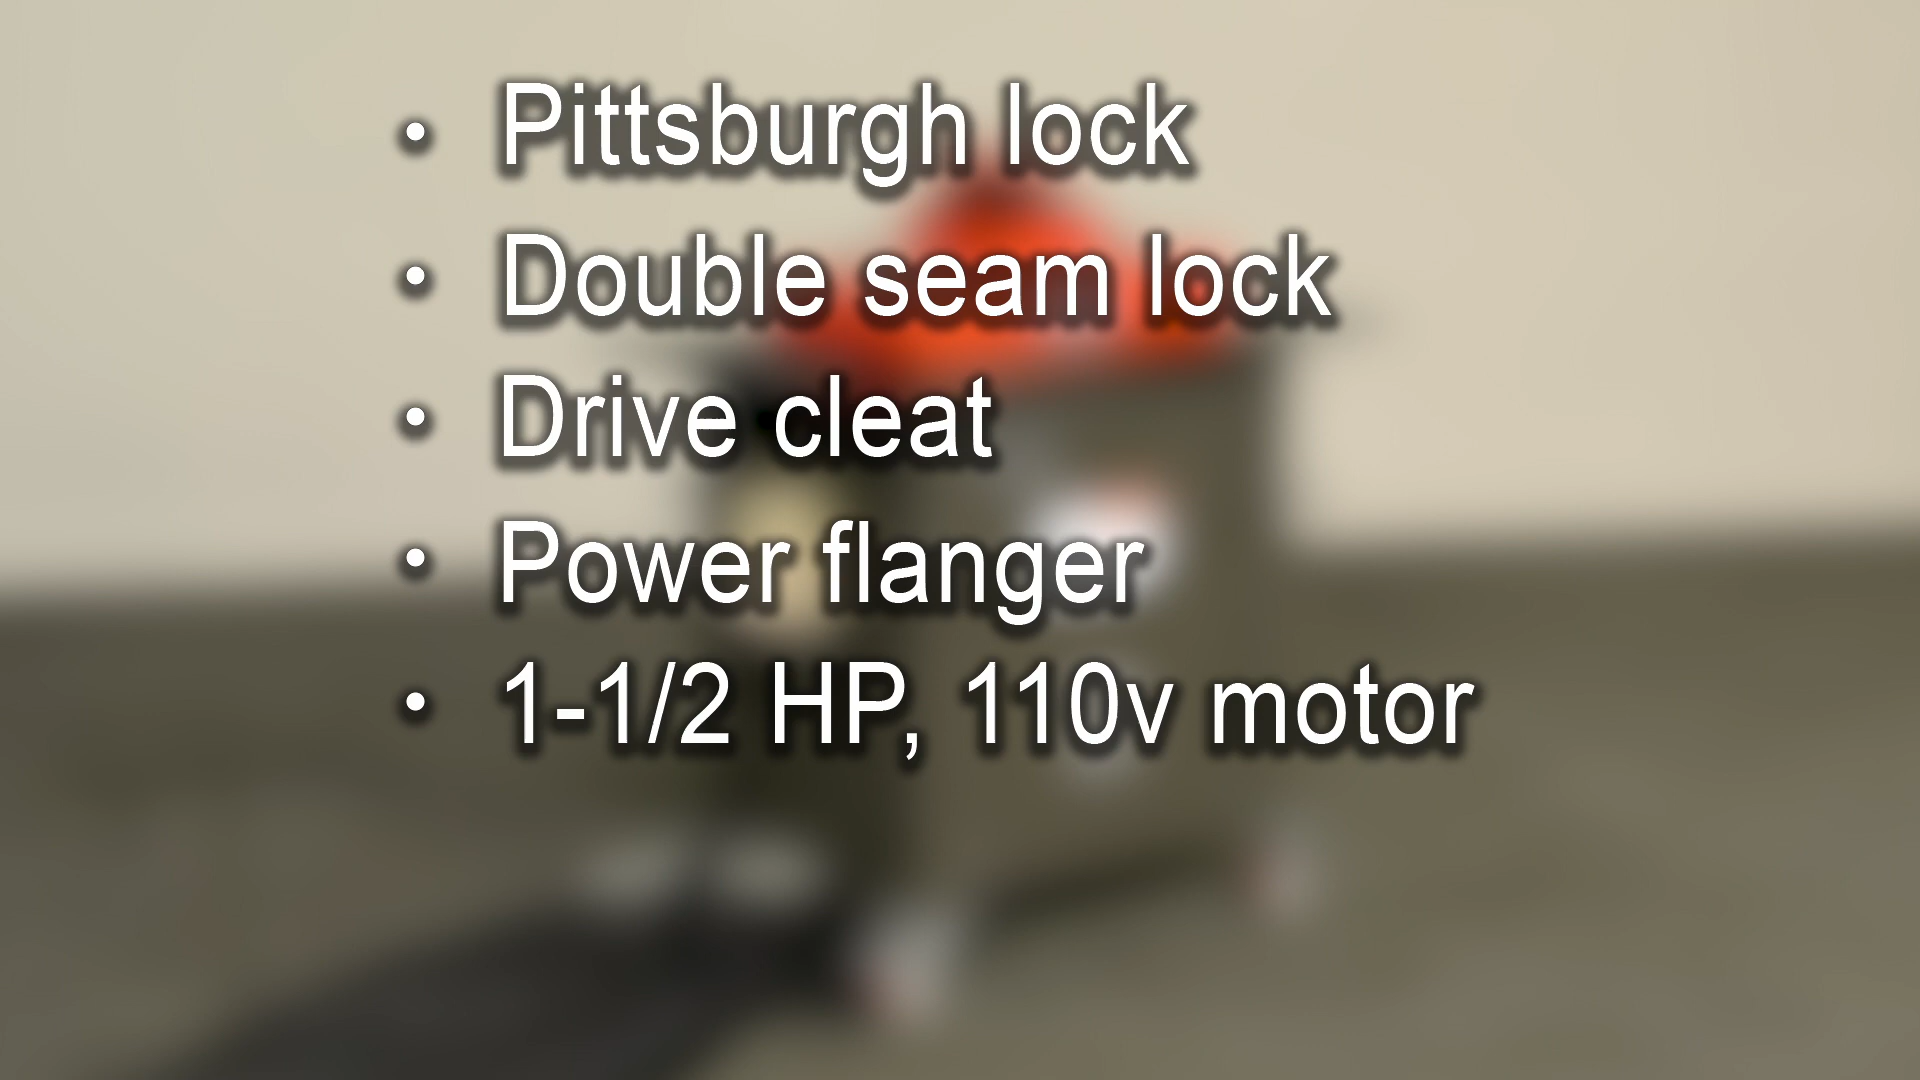 • Pittsburgh lock
• Double seam lock
• Drive cleat
• Power flanger
• 1-1/2 HP, 110v motor